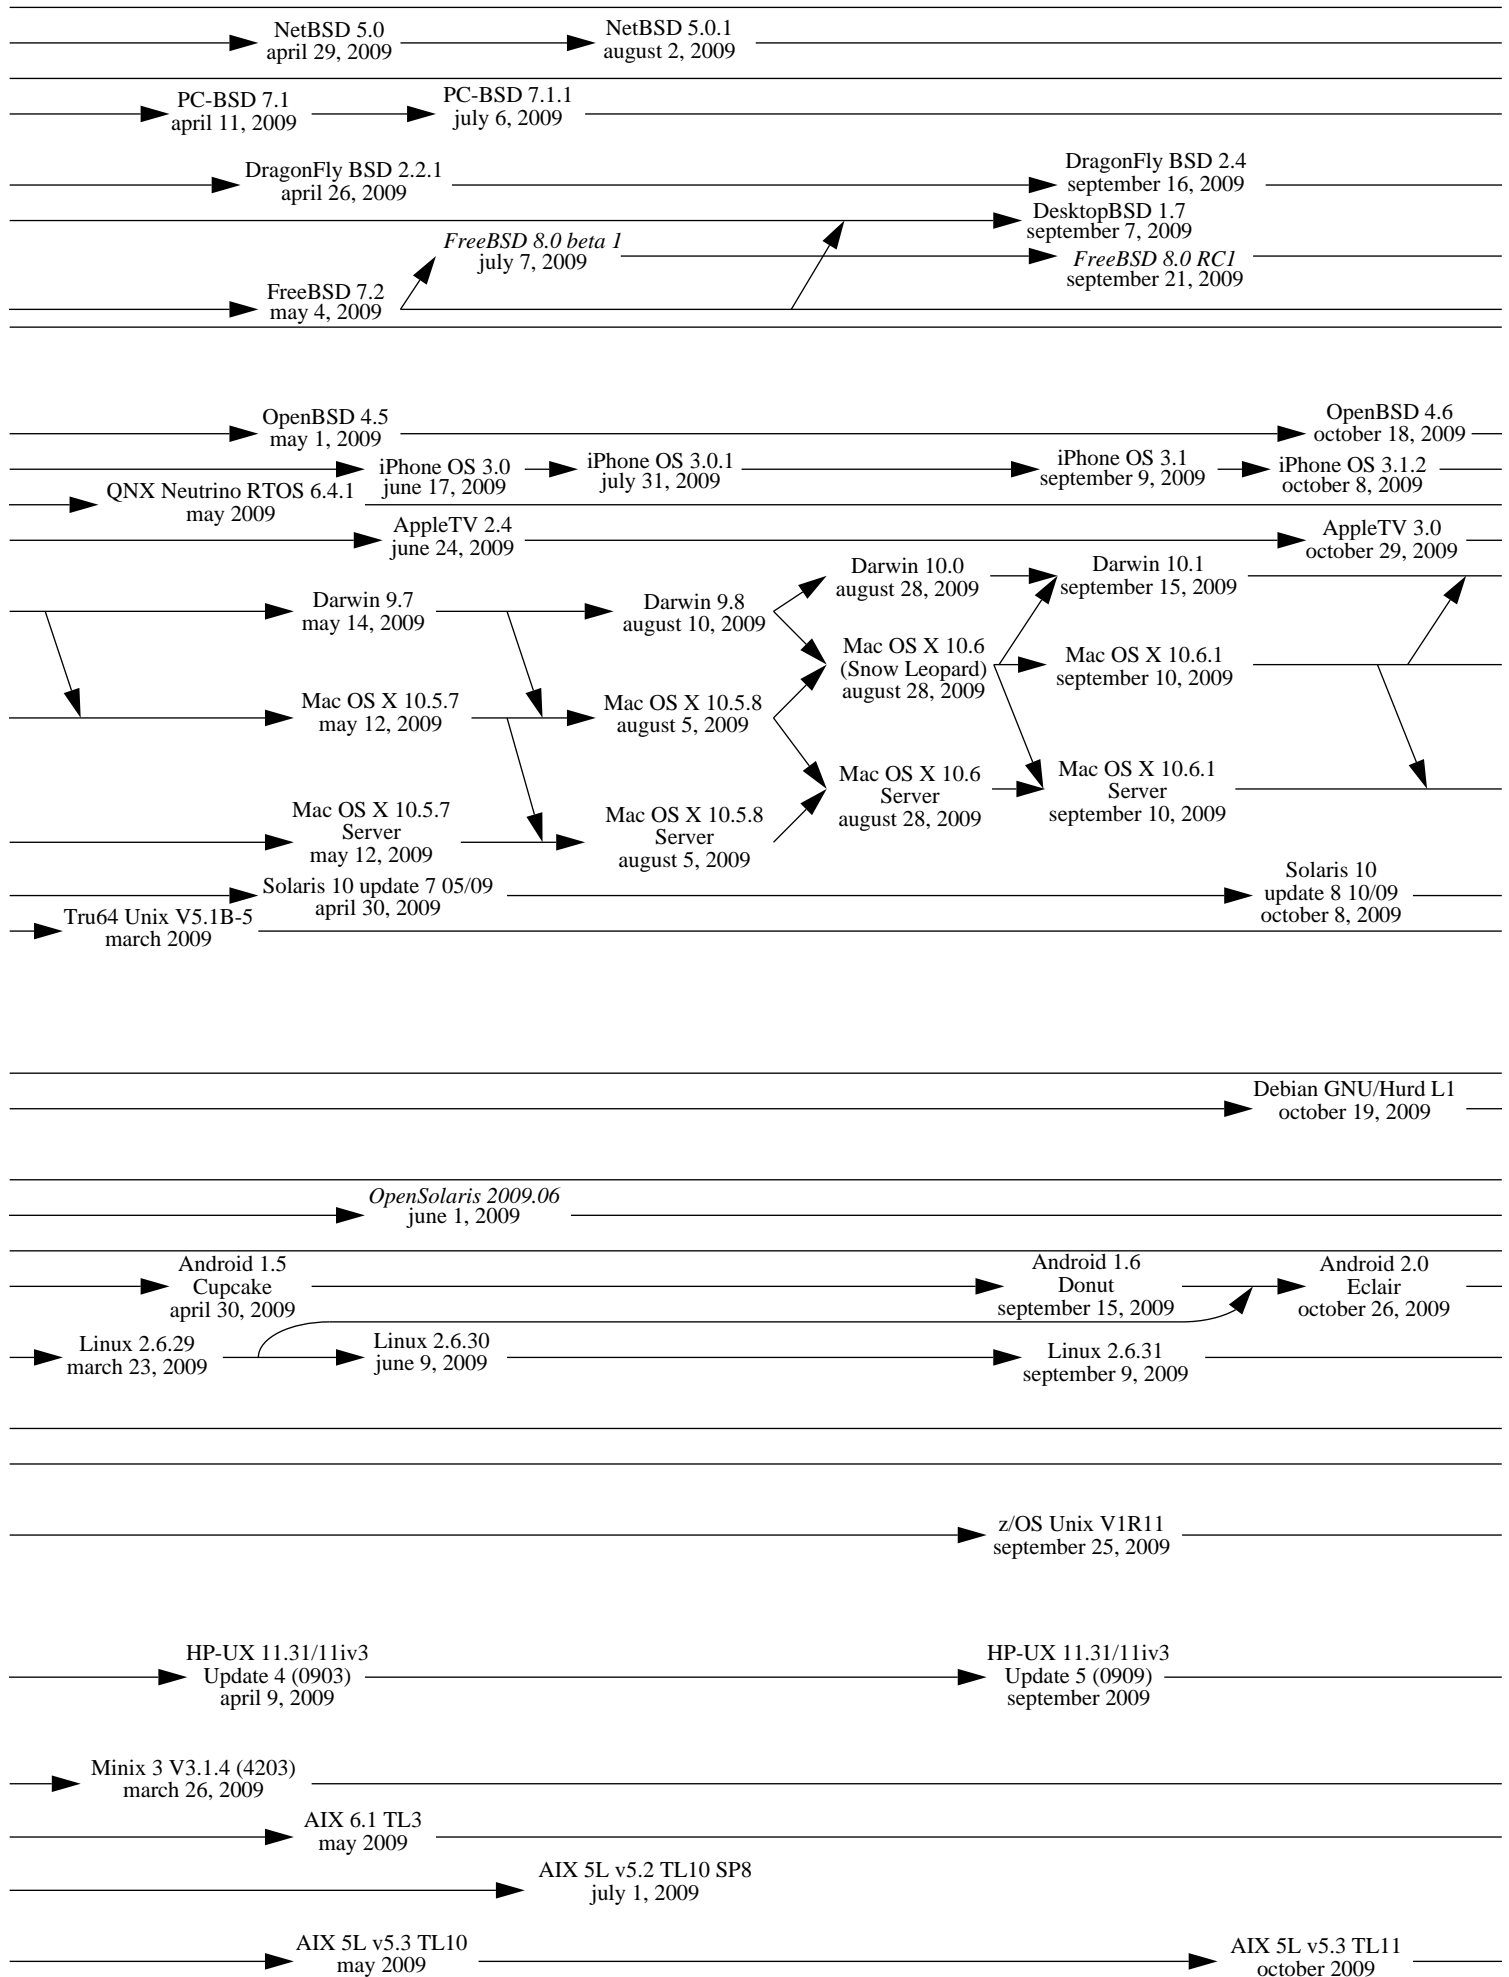 NetBSD 5.0
april 29, 2009
NetBSD 5.0.1
august 2, 2009
PC-BSD 7.1
april 11, 2009
PC-BSD 7.1.1
july 6, 2009
DragonFly BSD 2.2.1
april 26, 2009
DragonFly BSD 2.4
september 16, 2009
DesktopBSD 1.7
september 7, 2009
FreeBSD 8.0 beta 1
july 7, 2009
FreeBSD 8.0 RC1
september 21, 2009
FreeBSD 7.2
may 4, 2009
OpenBSD 4.5
may 1, 2009
OpenBSD 4.6
october 18, 2009
iPhone OS 3.0
june 17, 2009
iPhone OS 3.0.1
july 31, 2009
iPhone OS 3.1
september 9, 2009
iPhone OS 3.1.2
october 8, 2009
QNX Neutrino RTOS 6.4.1
may 2009
AppleTV 2.4
june 24, 2009
AppleTV 3.0
october 29, 2009
Darwin 10.0
august 28, 2009
Darwin 10.1
september 15, 2009
Darwin 9.7
may 14, 2009
Darwin 9.8
august 10, 2009
Mac OS X 10.6
(Snow Leopard)
august 28, 2009
Mac OS X 10.6.1
september 10, 2009
Mac OS X 10.5.7
may 12, 2009
Mac OS X 10.5.8
august 5, 2009
Mac OS X 10.6
Server
august 28, 2009
Mac OS X 10.6.1
Server
september 10, 2009
Mac OS X 10.5.7
Server
may 12, 2009
Mac OS X 10.5.8
Server
august 5, 2009
Solaris 10 update 7 05/09
april 30, 2009
Solaris 10
update 8 10/09
october 8, 2009
Tru64 Unix V5.1B-5
march 2009
Debian GNU/Hurd L1
october 19, 2009
OpenSolaris 2009.06
june 1, 2009
Android 1.5
Cupcake
april 30, 2009
Android 1.6
Donut
september 15, 2009
Android 2.0
Eclair
october 26, 2009
Linux 2.6.29
march 23, 2009
Linux 2.6.30
june 9, 2009
Linux 2.6.31
september 9, 2009
z/OS Unix V1R11
september 25, 2009
HP-UX 11.31/11iv3
Update 4 (0903)
april 9, 2009
HP-UX 11.31/11iv3
Update 5 (0909)
september 2009
Minix 3 V3.1.4 (4203)
march 26, 2009
AIX 6.1 TL3
may 2009
AIX 5L v5.2 TL10 SP8
july 1, 2009
AIX 5L v5.3 TL10
may 2009
AIX 5L v5.3 TL11
october 2009